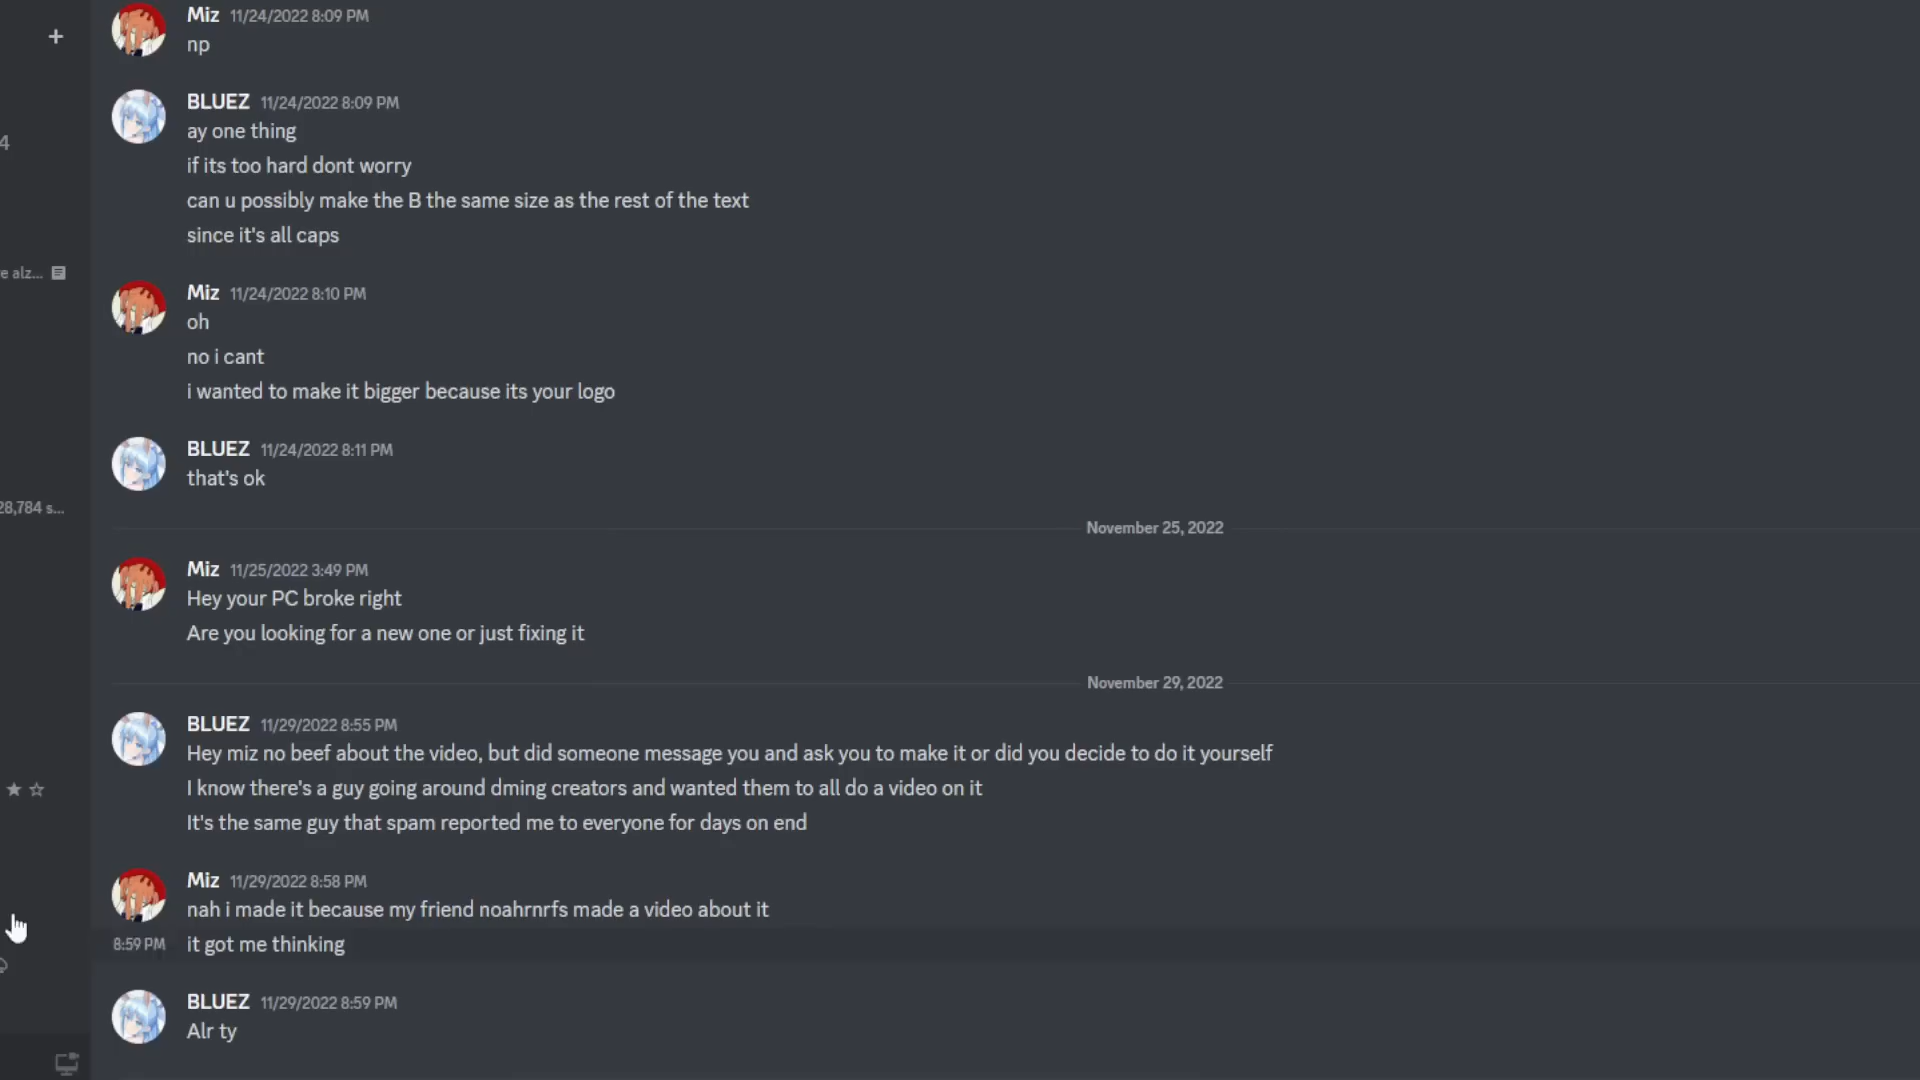 Miz 11/24/2022 8:09 PM
np
BLUEZ 11/24/2022 8:09 PM
ay one thing
4
if its too hard dont worry
can u possibly make the B the same size as the rest of the text
since it's all caps
e alz...
Miz 11/24/2022 8:10 PM
oh
no i cant
i wanted to make it bigger because its your logo
BLUEZ 11/24/2022 8:11 PM
that's ok
28,784 s...
November 25, 2022
Miz 11/25/2022 3:49 PM
Hey your PC broke right
Are you looking for a new one or just fixing it
November 29, 2022
BLUEZ 11/29/2022 8:55 PM
Hey miz no beef about the video, but did someone message you and ask you to make it or did you decide to do it yourself
I know there's a guy going around dming creators and wanted them to all do a video on it
It's the same guy that spam reported me to everyone for days on end
Miz 11/29/2022 8:58 PM
nah i made it because my friend noahrnrfs made a video about it
8:59 PM it got me thinking
BLUEZ 11/29/2022 8:59 PM
Alr ty